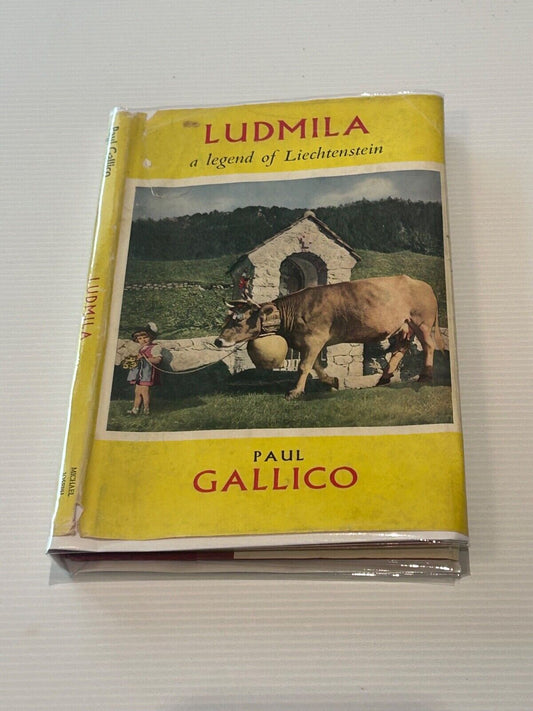 LUDMILA
a legend of Liechtenstein
PAUL
GALLICO
Paul Gallico
LUDMILA
MICHAEL
JOSEPH